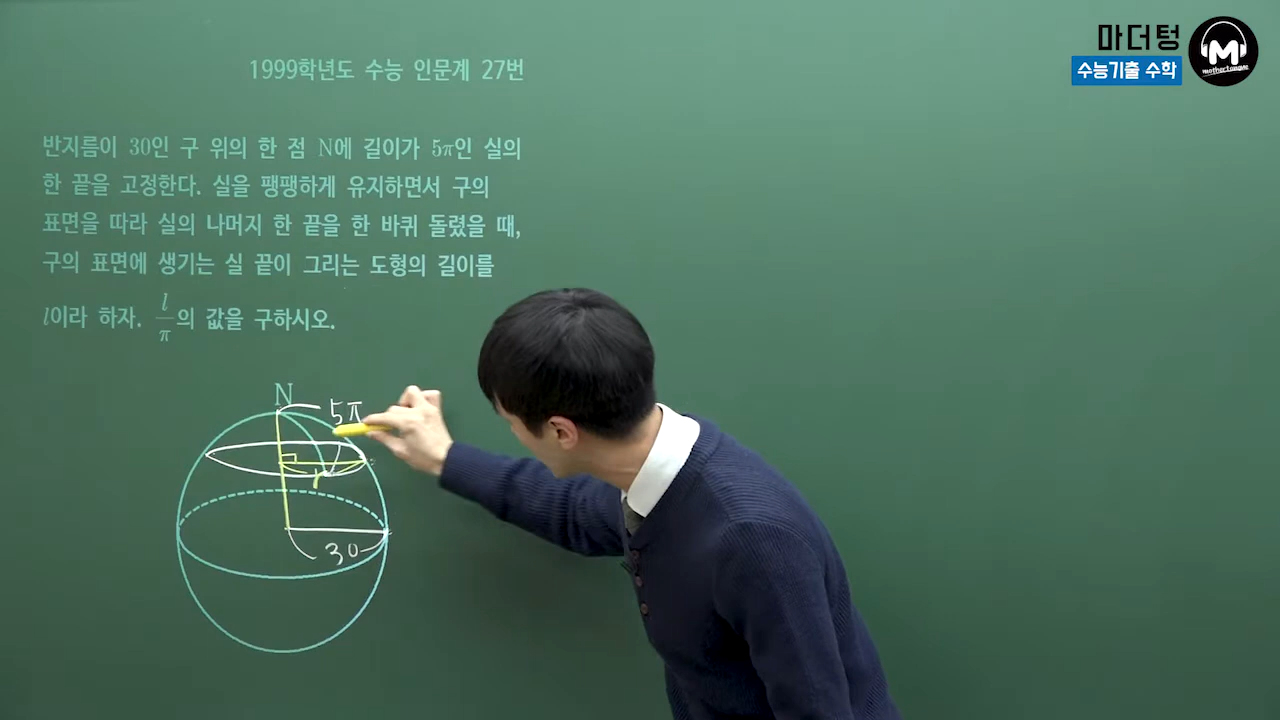 마더텅
수능기출 수학
M
mothertongue
1999학년도 수능 인문계 27번
반지름이 30인 구 위의 한 점 N에 길이가 5π인 실의
한 끝을 고정한다. 실을 팽팽하게 유지하면서 구의
표면을 따라 실의 나머지 한 끝을 한 바퀴 돌렸을 때,
구의 표면에 생기는 실 끝이 그리는 도형의 길이를
l이라 하자. l/π의 값을 구하시오.
N
5π
r
30